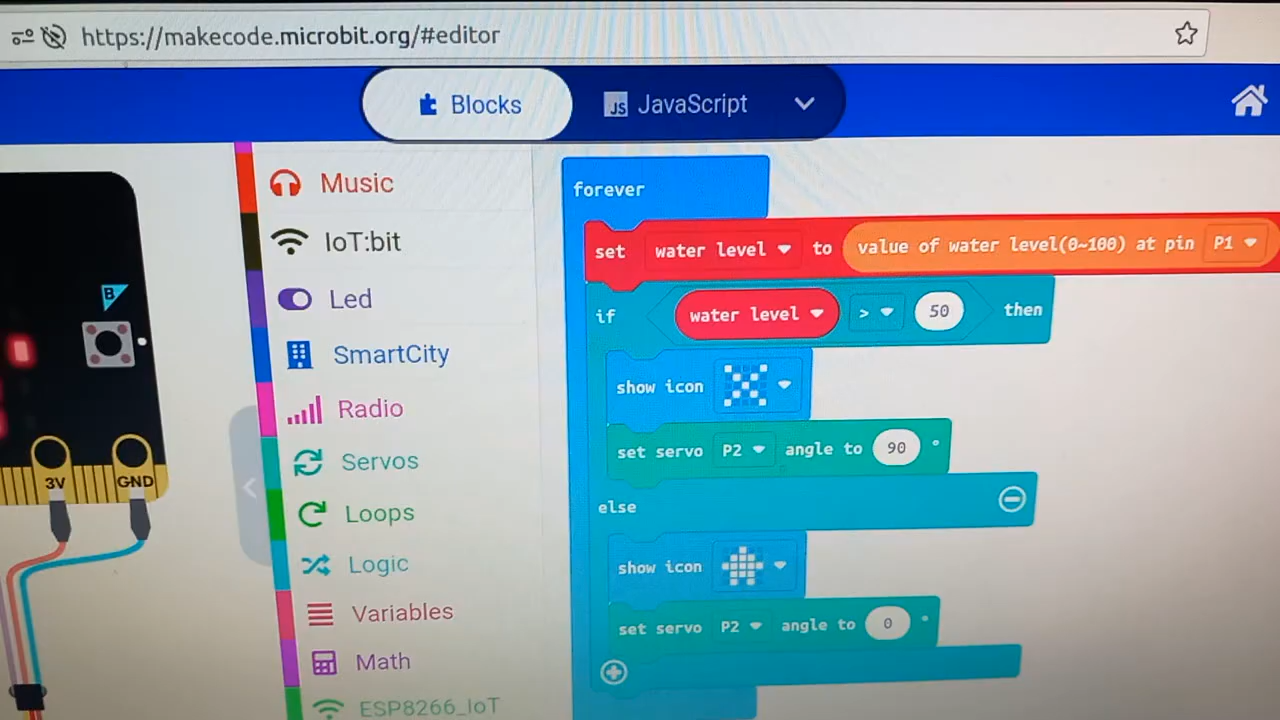 https://makecode.microbit.org/#editor
Blocks
JS JavaScript
Music
IoT:bit
Led
SmartCity
Radio
Servos
Loops
Logic
Variables
Math
ESP8266_IoT
B
3V GND
forever
set water level to value of water level(0~100) at pin P1
if water level > 50 then
show icon
set servo P2 angle to 90 °
else
show icon
set servo P2 angle to 0 °